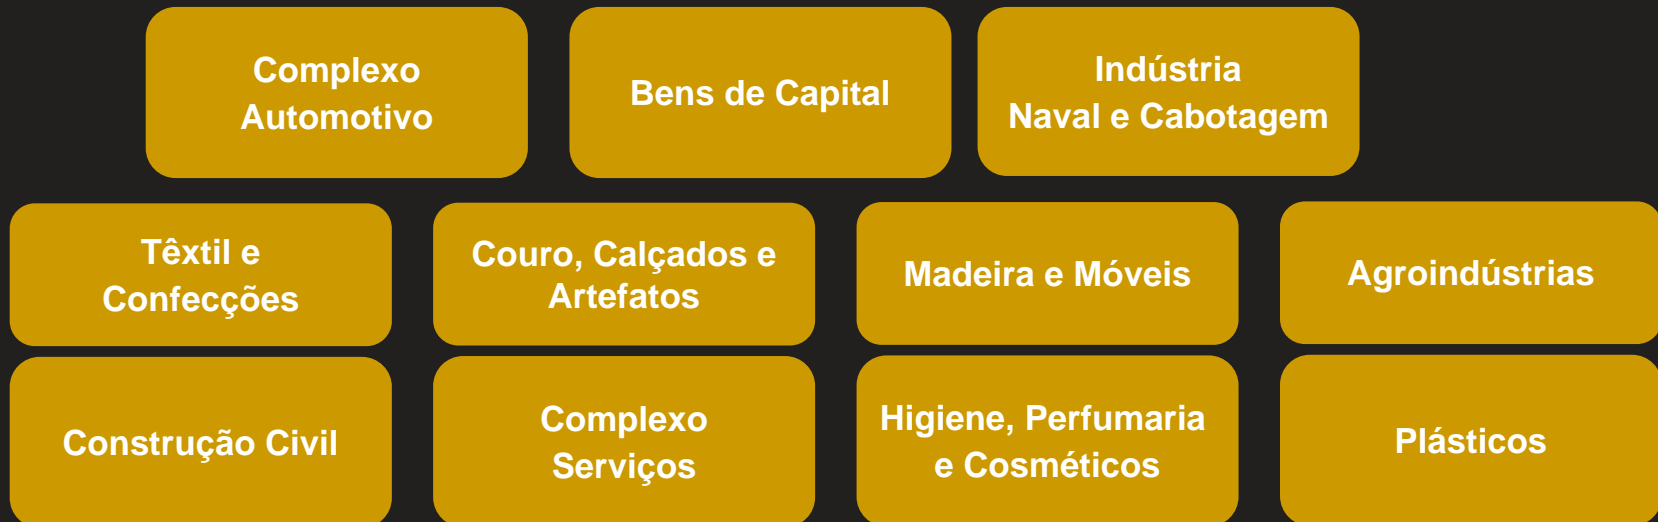 Complexo
Automotivo
Bens de Capital
Indústria
Naval e Cabotagem
Têxtil e
Confecções
Couro, Calçados e
Artefatos
Madeira e Móveis
Agroindústrias
Construção Civil
Complexo
Serviços
Higiene, Perfumaria
e Cosméticos
Plásticos